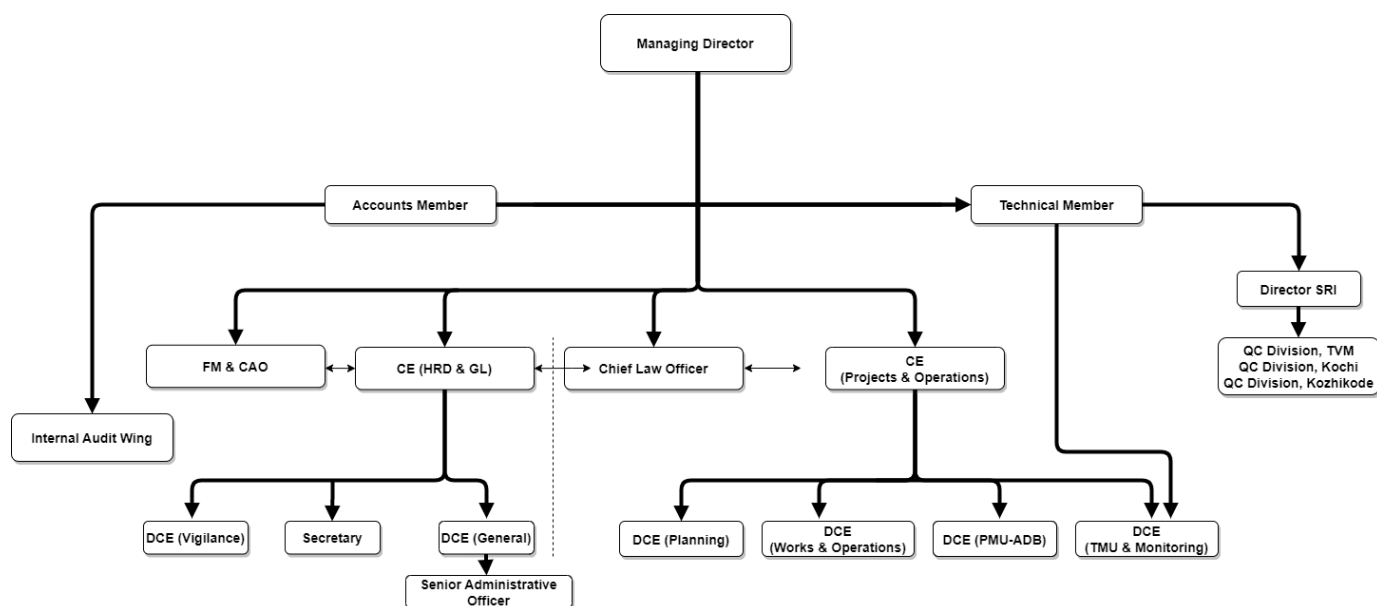 Managing Director
Accounts Member
Technical Member
Director SRI
FM & CAO
CE (HRD & GL)
Chief Law Officer
CE
(Projects & Operations)
QC Division, TVM
QC Division, Kochi
QC Division, Kozhikode
Internal Audit Wing
DCE (Vigilance)
Secretary
DCE (General)
DCE (Planning)
DCE
(Works & Operations)
DCE (PMU-ADB)
DCE
(TMU & Monitoring)
Senior Administrative
Officer